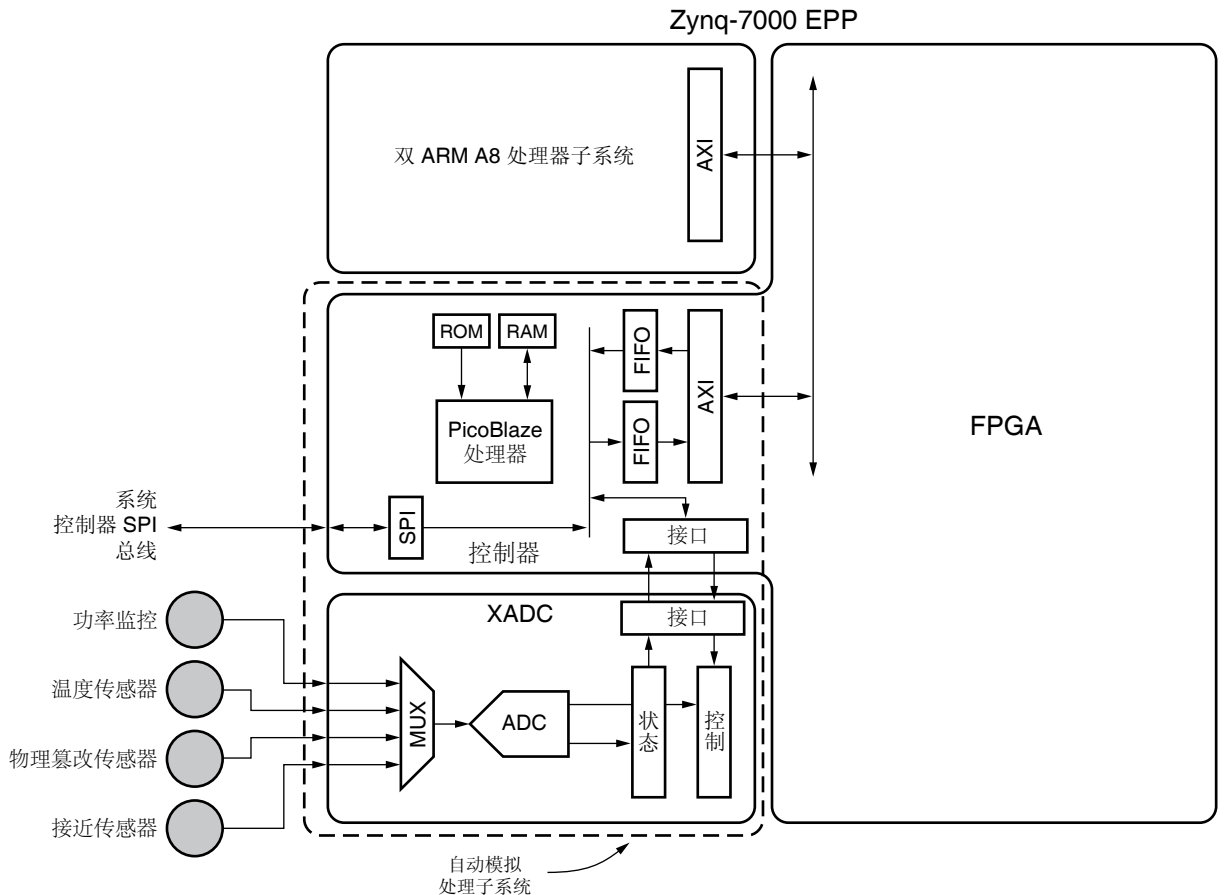 Zynq-7000 EPP
双 ARM A8 处理器子系统
AXI
ROM
RAM
FIFO
FIFO
AXI
PicoBlaze
处理器
FPGA
系统
控制器 SPI
总线
SPI
控制器
接口
XADC
接口
功率监控
温度传感器
物理篡改传感器
接近传感器
MUX
ADC
状态
控制
自动模拟
处理子系统